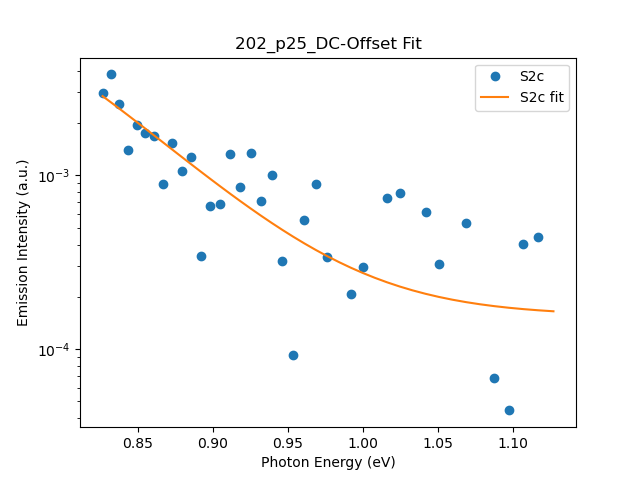 202_p25_DC-Offset Fit
S2c
S2c fit
Emission Intensity (a.u.)
10⁻³
10⁻⁴
0.85 0.90 0.95 1.00 1.05 1.10
Photon Energy (eV)